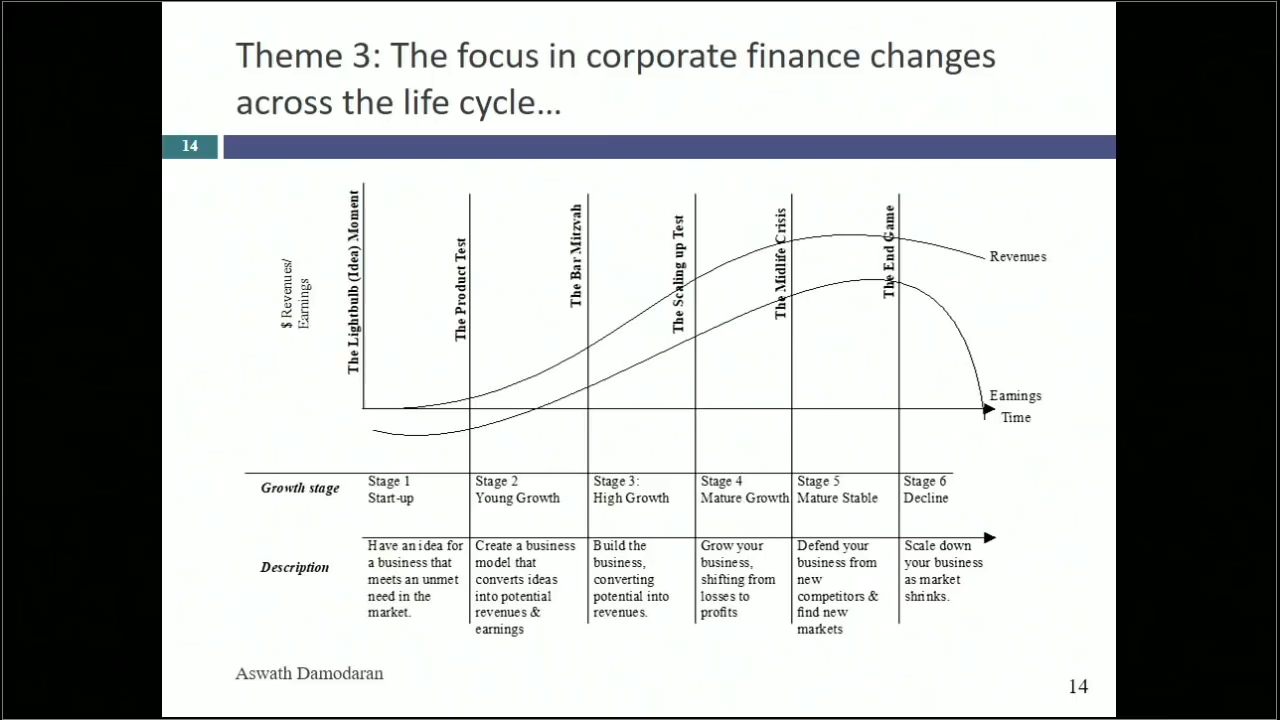 Theme 3: The focus in corporate finance changes
across the life cycle…
14
$ Revenues/
Earnings
The Lightbulb (Idea) Moment
The Product Test
The Bar Mitzvah
The Scaling up Test
The Midlife Crisis
The End Game
Revenues
Earnings
Time
Growth stage
Stage 1
Start-up
Stage 2
Young Growth
Stage 3:
High Growth
Stage 4
Mature Growth
Stage 5
Mature Stable
Stage 6
Decline
Description
Have an idea for
a business that
meets an unmet
need in the
market.
Create a business
model that
converts ideas
into potential
revenues &
earnings
Build the
business,
converting
potential into
revenues.
Grow your
business,
shifting from
losses to
profits
Defend your
business from
new
competitors &
find new
markets
Scale down
your business
as market
shrinks.
Aswath Damodaran
14